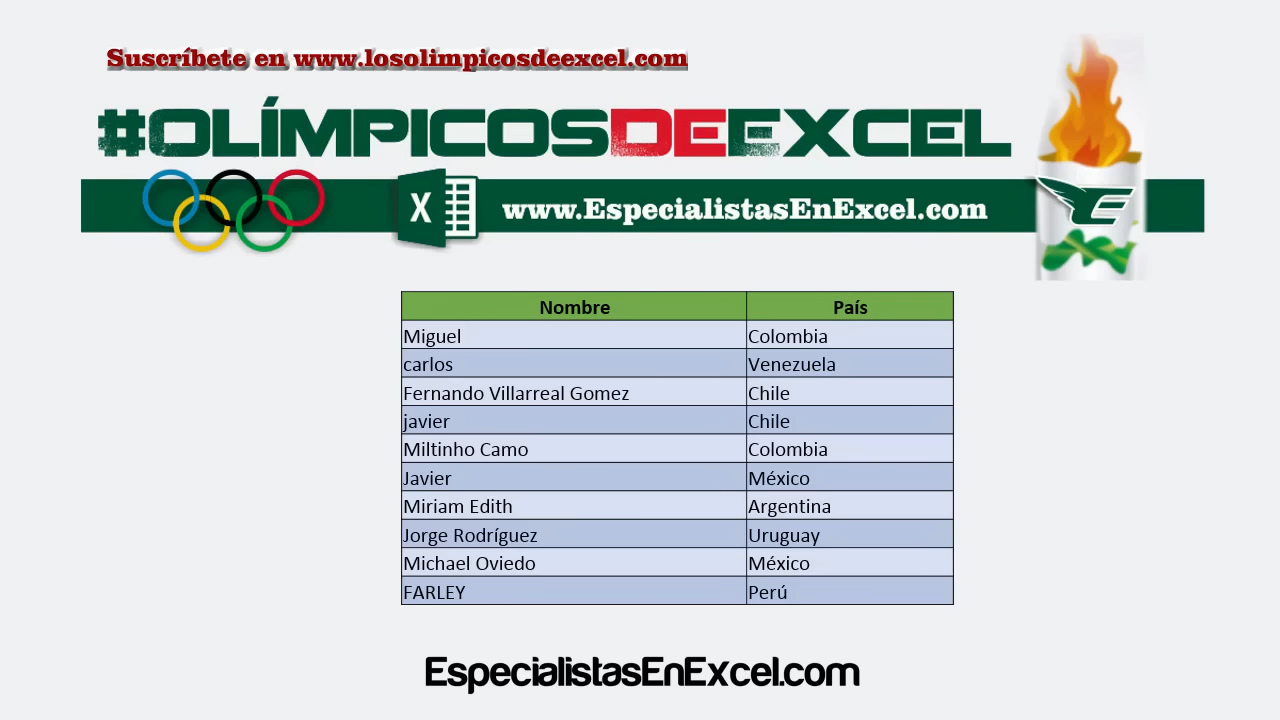 Suscríbete en www.losolimpicosdeexcel.com
#OLÍMPICOSDEEXCEL
X www.EspecialistasEnExcel.com E
Nombre País
Miguel Colombia
carlos Venezuela
Fernando Villarreal Gomez Chile
javier Chile
Miltinho Camo Colombia
Javier México
Miriam Edith Argentina
Jorge Rodríguez Uruguay
Michael Oviedo México
FARLEY Perú
EspecialistasEnExcel.com